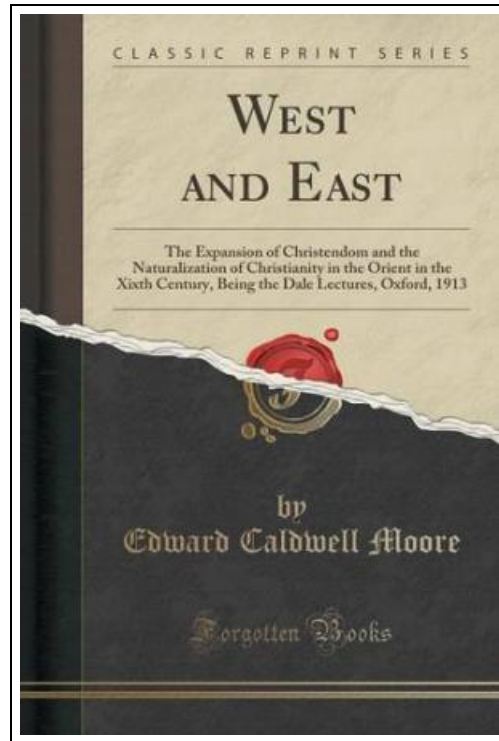 CLASSIC REPRINT SERIES
WEST
AND EAST
The Expansion of Christendom and the
Naturalization of Christianity in the Orient in the
Xixth Century, Being the Dale Lectures, Oxford, 1913
by
Edward Caldwell Moore
Forgotten Books